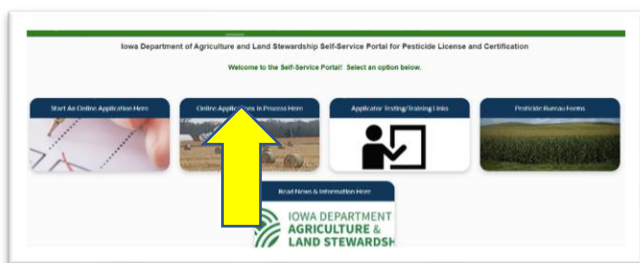 Iowa Department of Agriculture and Land Stewardship Self-Service Portal for Pesticide License and Certification
Welcome to the Self-Service Portal! Select an option below.
Start An Online Application Here
Online Applications In Process Here
Applicator Testing/Training Links
Pesticide Bureau Forms
Read News & Information Here
IOWA DEPARTMENT
AGRICULTURE &
LAND STEWARDSH